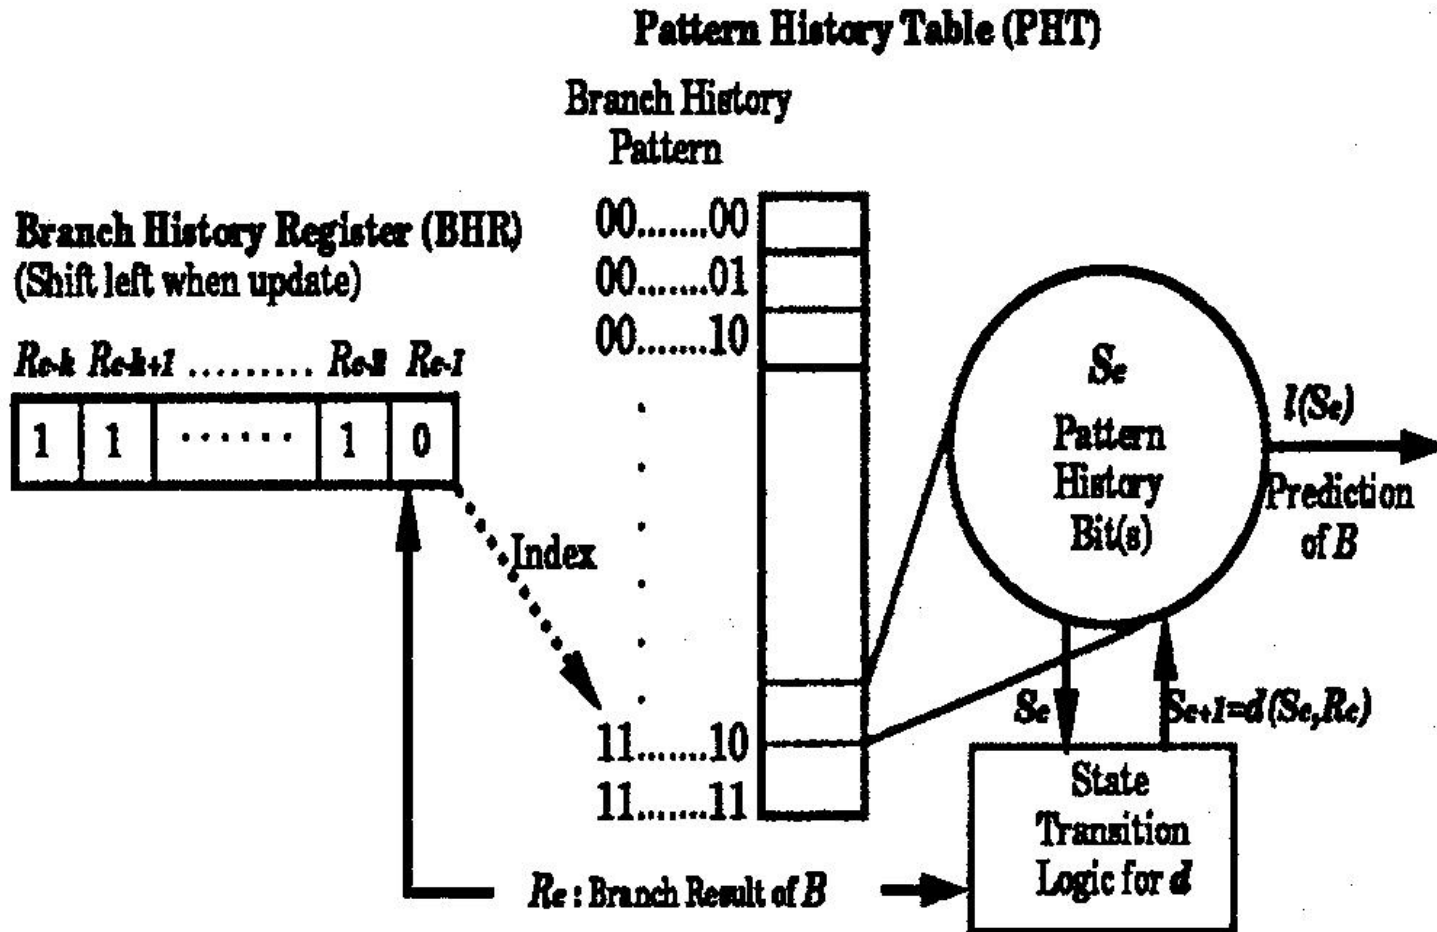 Pattern History Table (PHT)
Branch History
Pattern
Branch History Register (BHR)
(Shift left when update)
Rc-k Rc-k+1 ......... Rc-2 Rc-1
1 1 ...... 1 0
Index
00.......00
00.......01
00.......10
11.......10
11.......11
Sc
Pattern
History
Bit(s)
l(Sc)
Prediction
of B
Sc
Sc+1=d(Sc,Rc)
State
Transition
Logic for d
Rc : Branch Result of B